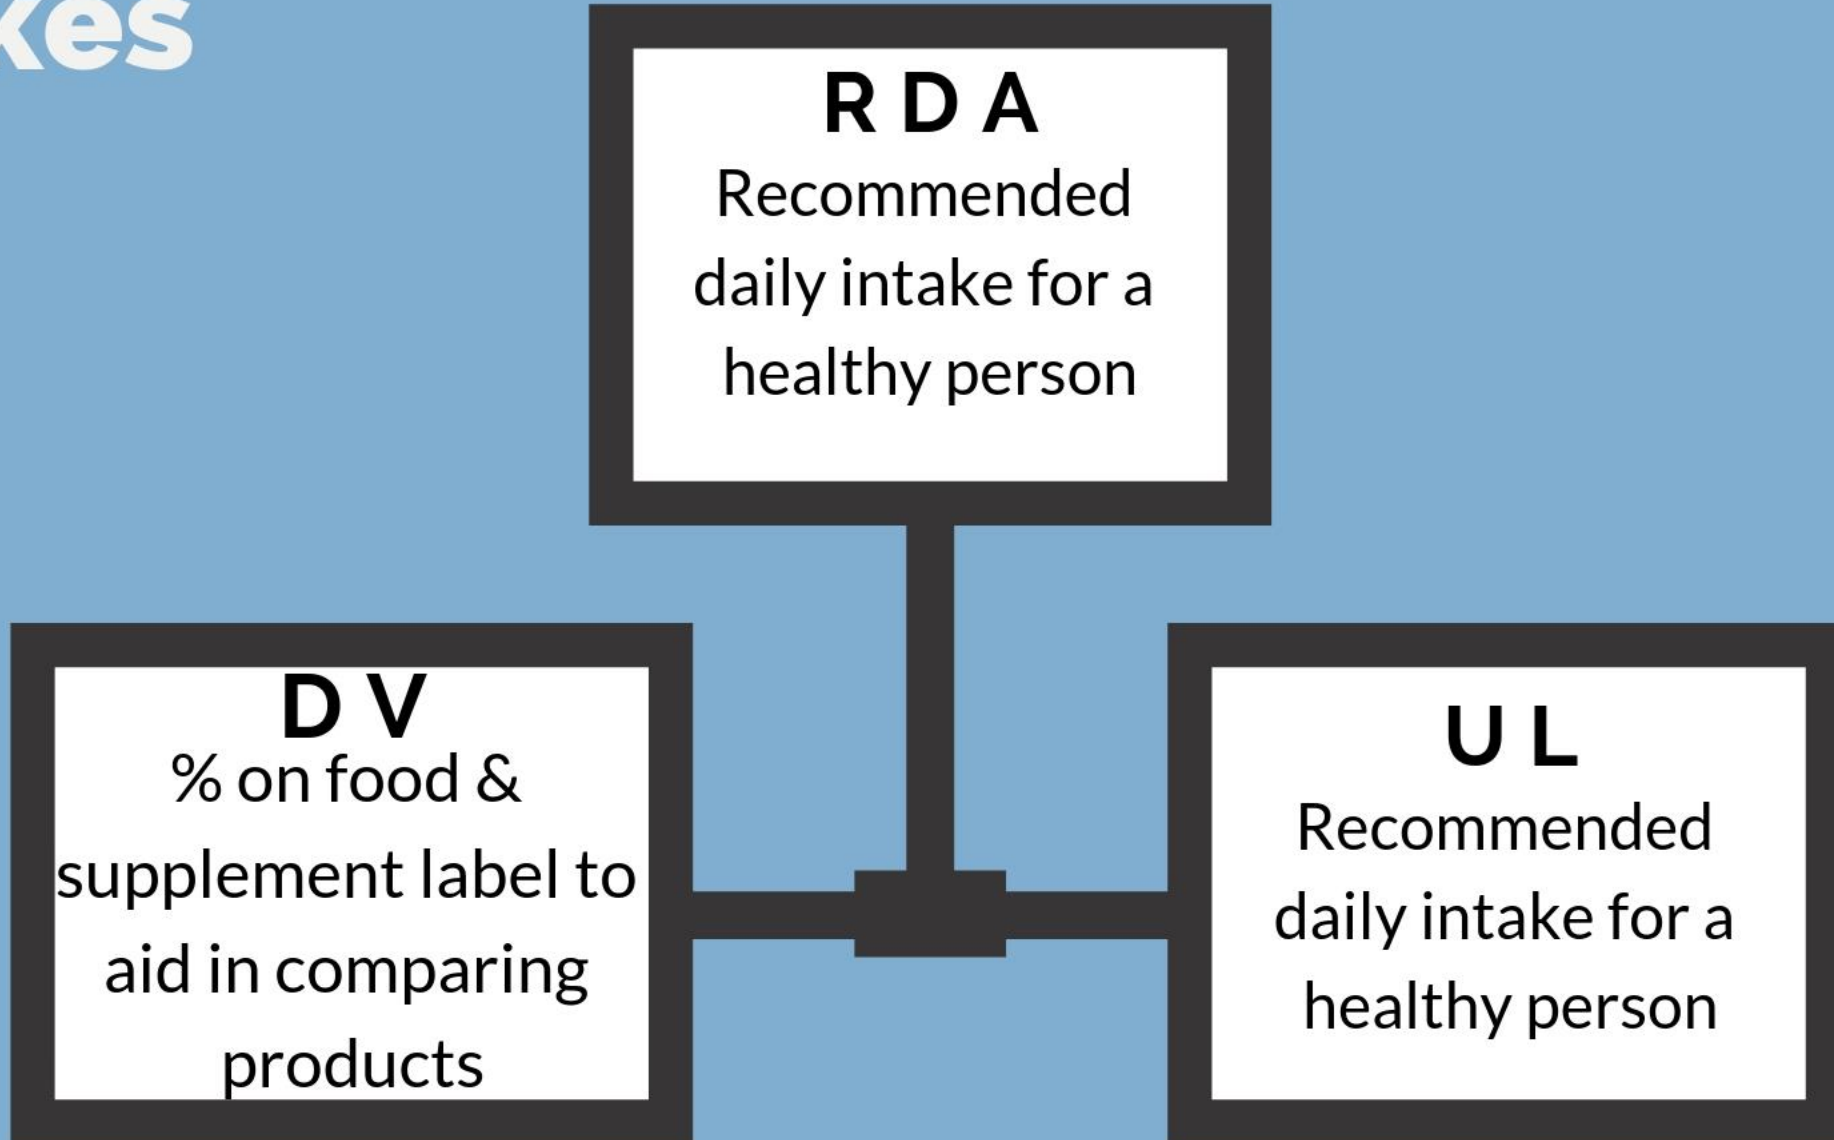 R D A
Recommended
daily intake for a
healthy person
D V
% on food &
supplement label to
aid in comparing
products
U L
Recommended
daily intake for a
healthy person